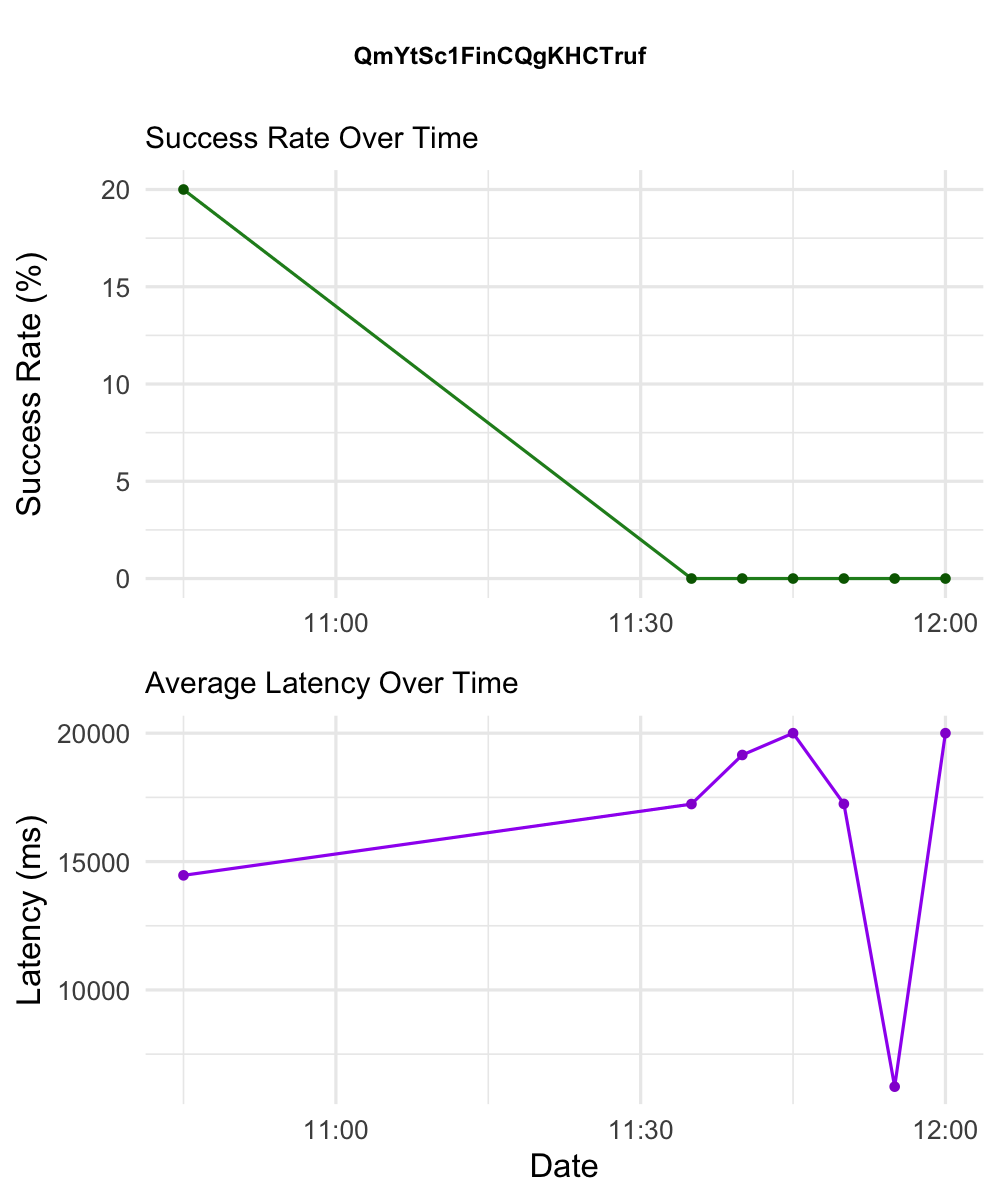 QmYtSc1FinCQgKHCTruf
Success Rate Over Time
Success Rate (%)
20
15
10
5
0
11:00 11:30 12:00
Average Latency Over Time
Latency (ms)
20000
15000
10000
11:00 11:30 12:00
Date